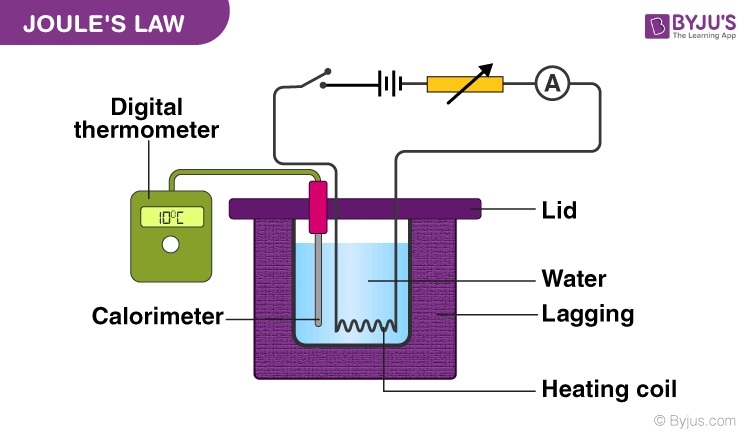 JOULE'S LAW
BYJU'S
The Learning App
Digital
thermometer
A
10°C
Lid
Water
Calorimeter
Lagging
Heating coil
© Byjus.com